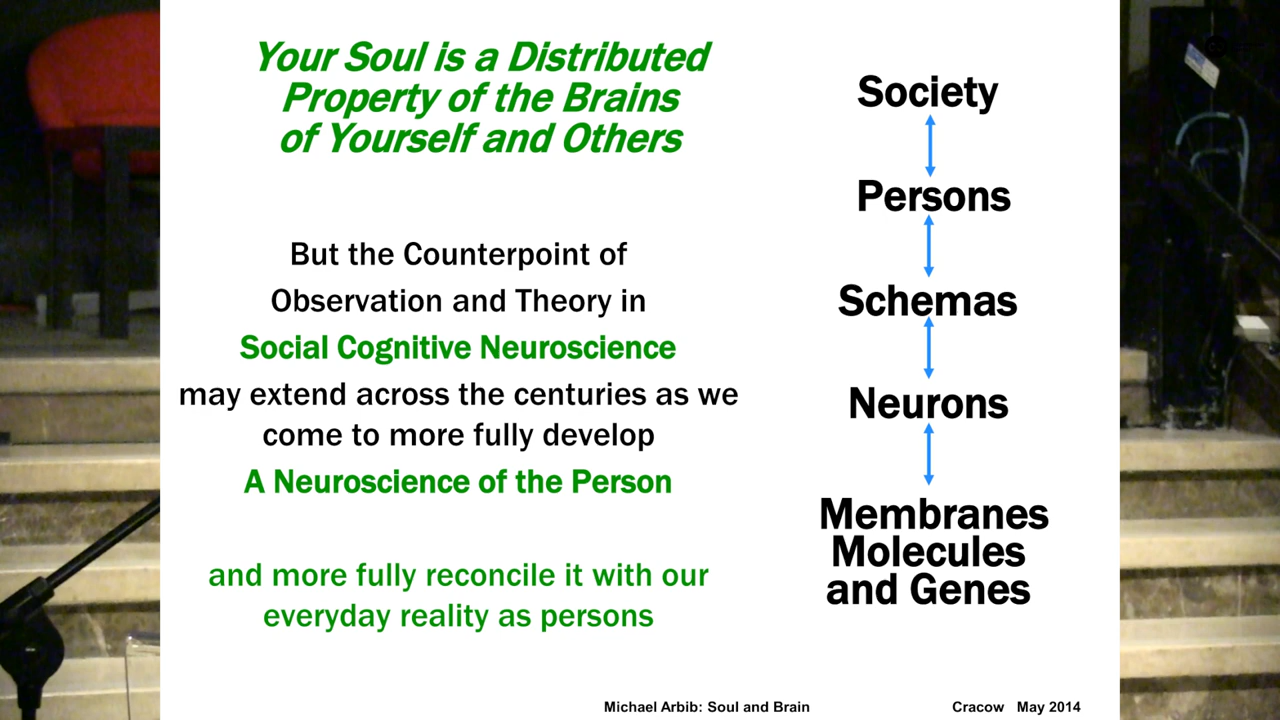 Your Soul is a Distributed
Property of the Brains
of Yourself and Others
But the Counterpoint of
Observation and Theory in
Social Cognitive Neuroscience
may extend across the centuries as we
come to more fully develop
A Neuroscience of the Person
and more fully reconcile it with our
everyday reality as persons
Society
Persons
Schemas
Neurons
Membranes
Molecules
and Genes
Michael Arbib: Soul and Brain
Cracow May 2014